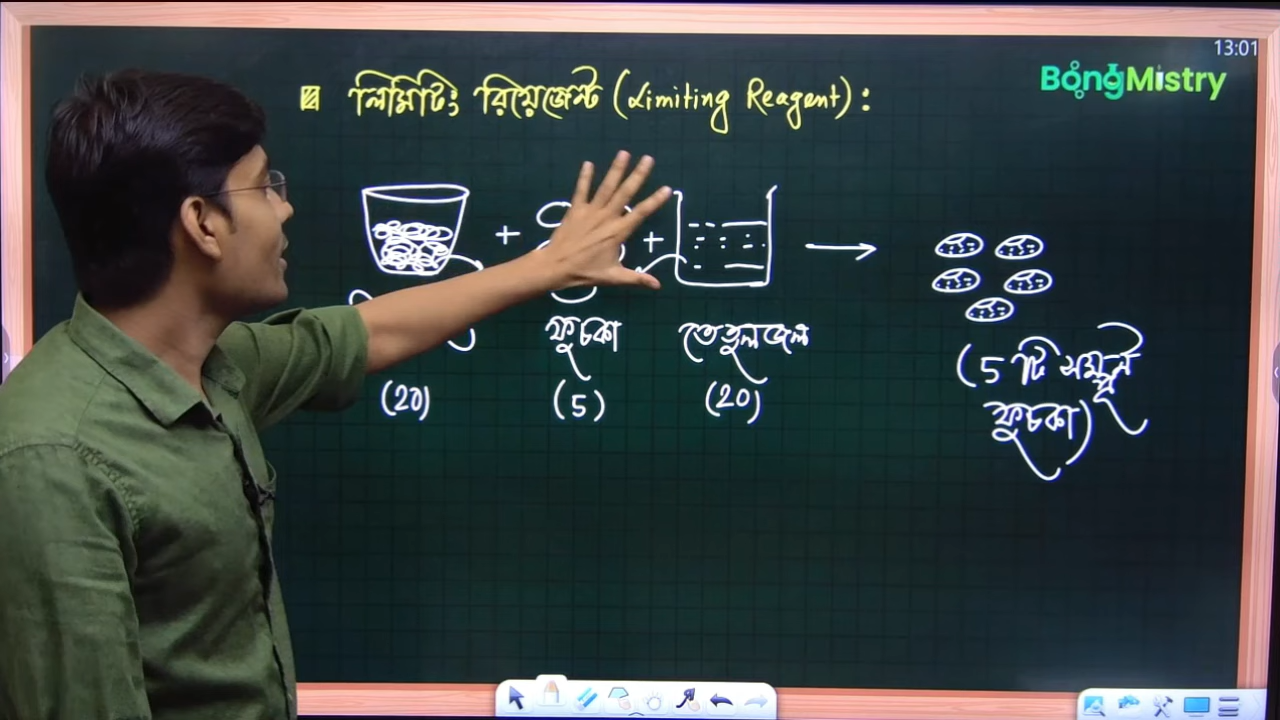 13:01
BongMistry
লিমিটিং রিয়েজেন্ট (Limiting Reagent) :
+ + →
ফুচকা তেতুলজল
(20) (5) (20)
(5 টি সম্পূর্ণ
ফুচকা)